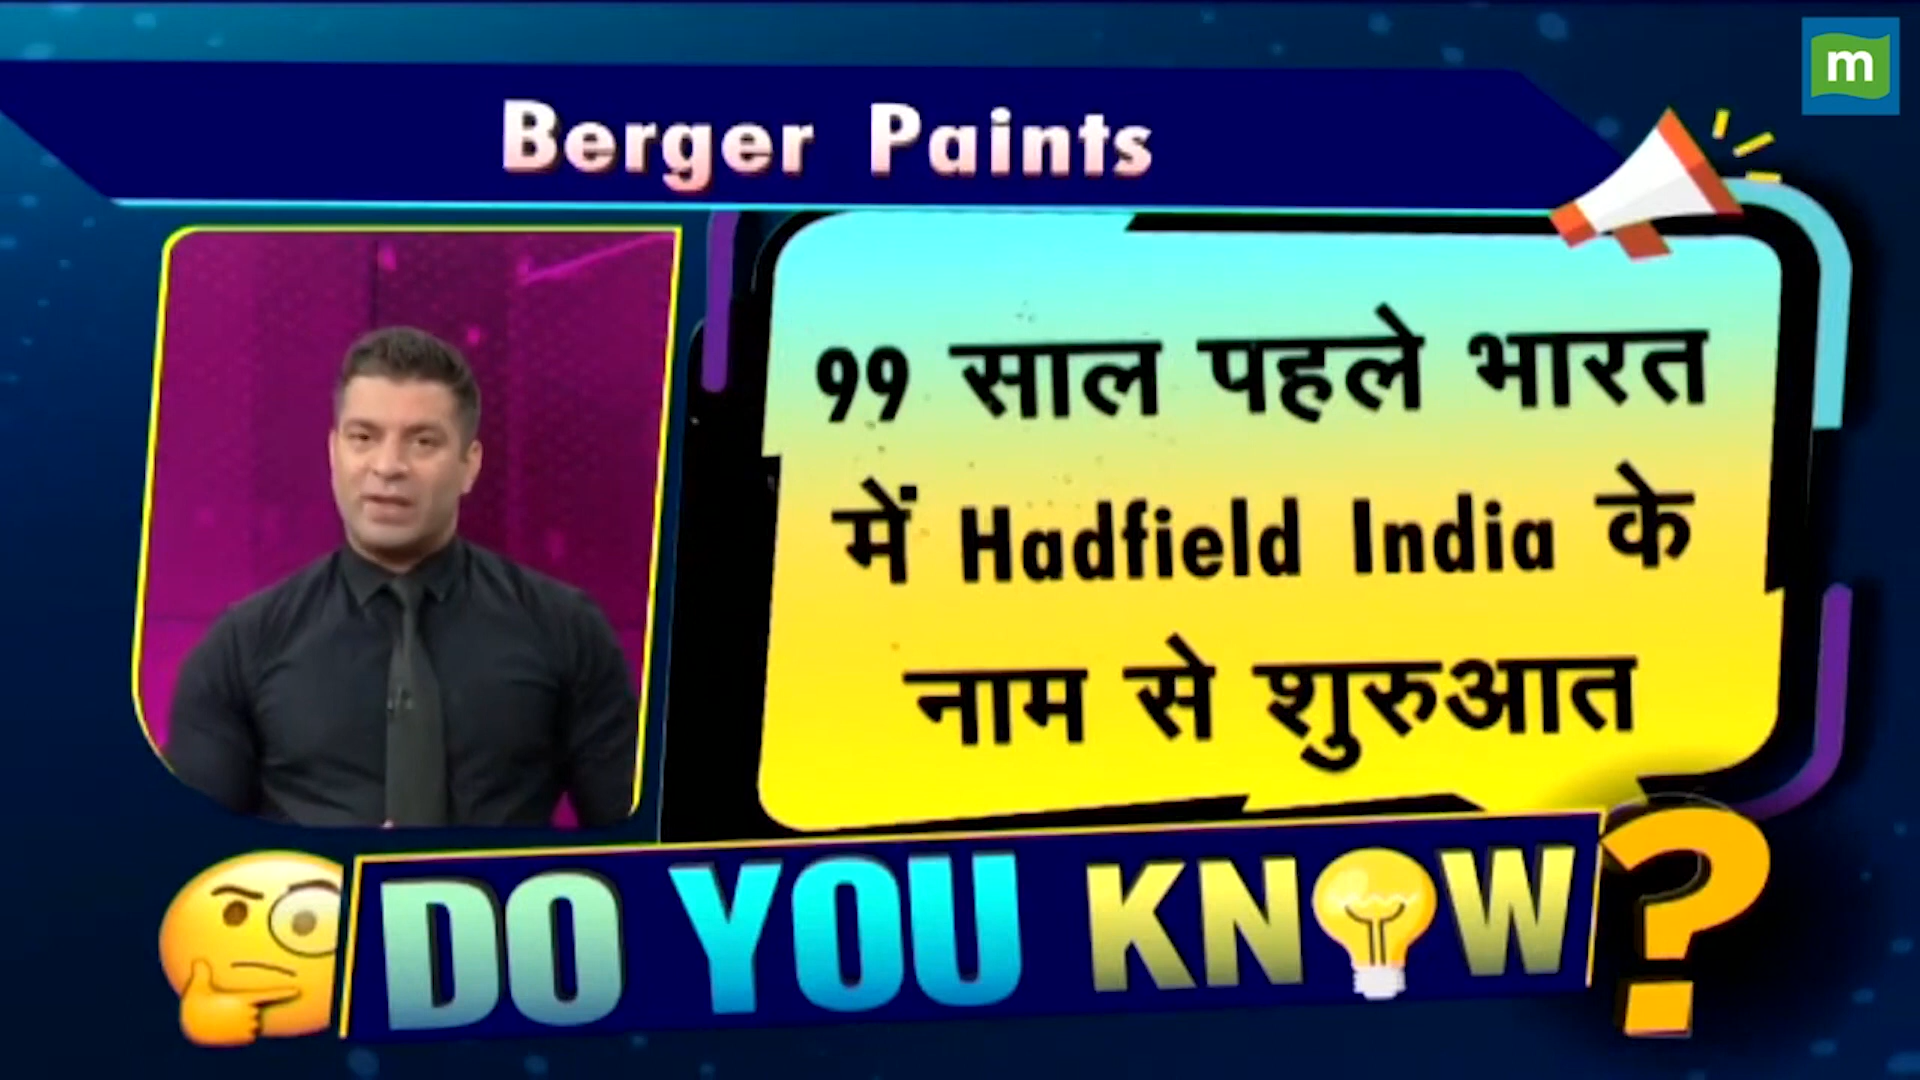 m
Berger Paints
99 साल पहले भारत
में Hadfield India के
नाम से शुरुआत
DO YOU KNOW?